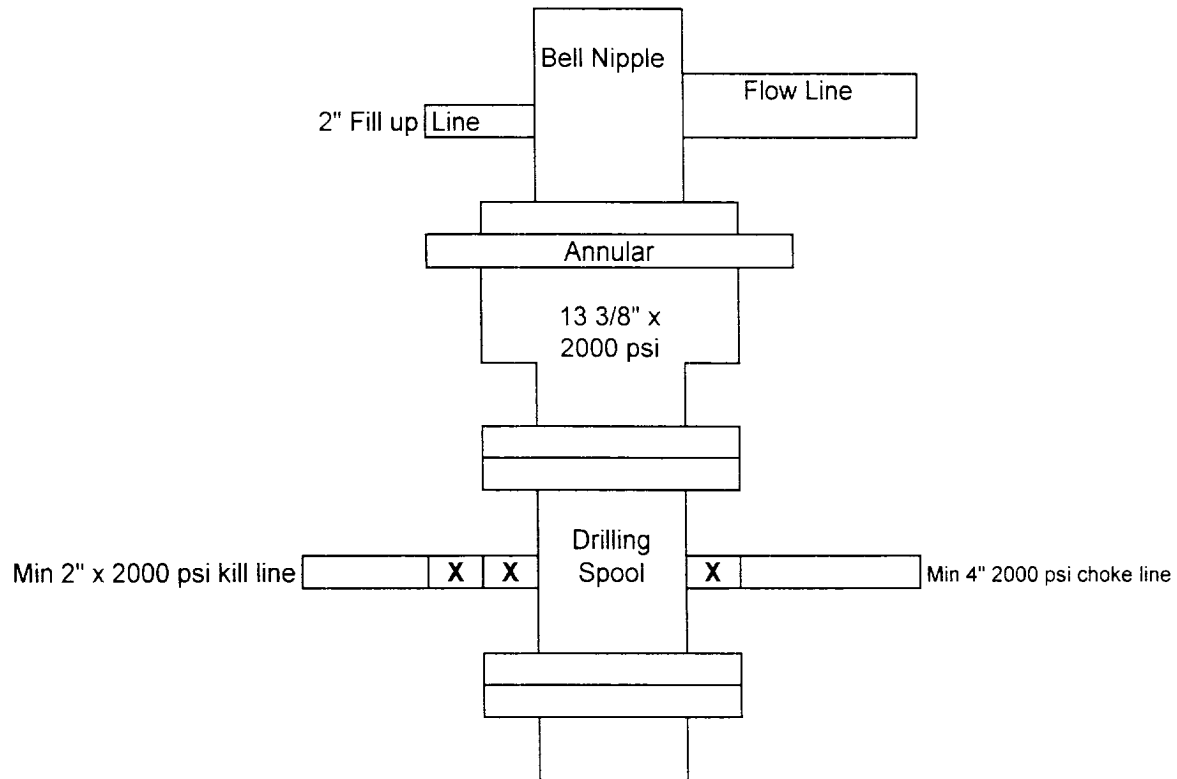 Bell Nipple
Flow Line
2" Fill up Line
Annular
13 3/8" x
2000 psi
Drilling
Spool
Min 2" x 2000 psi kill line
X X
X
Min 4" 2000 psi choke line